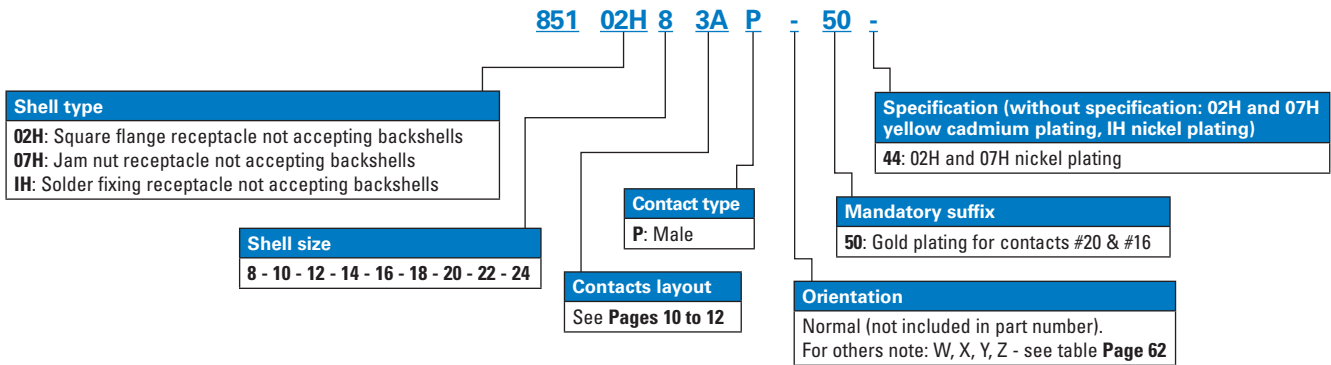 851 02H 8 3A P - 50 -
Shell type
02H: Square flange receptacle not accepting backshells
07H: Jam nut receptacle not accepting backshells
IH: Solder fixing receptacle not accepting backshells
Shell size
8 - 10 - 12 - 14 - 16 - 18 - 20 - 22 - 24
Contacts layout
See Pages 10 to 12
Contact type
P: Male
Orientation
Normal (not included in part number).
For others note: W, X, Y, Z - see table Page 62
Mandatory suffix
50: Gold plating for contacts #20 & #16
Specification (without specification: 02H and 07H
yellow cadmium plating, IH nickel plating)
44: 02H and 07H nickel plating